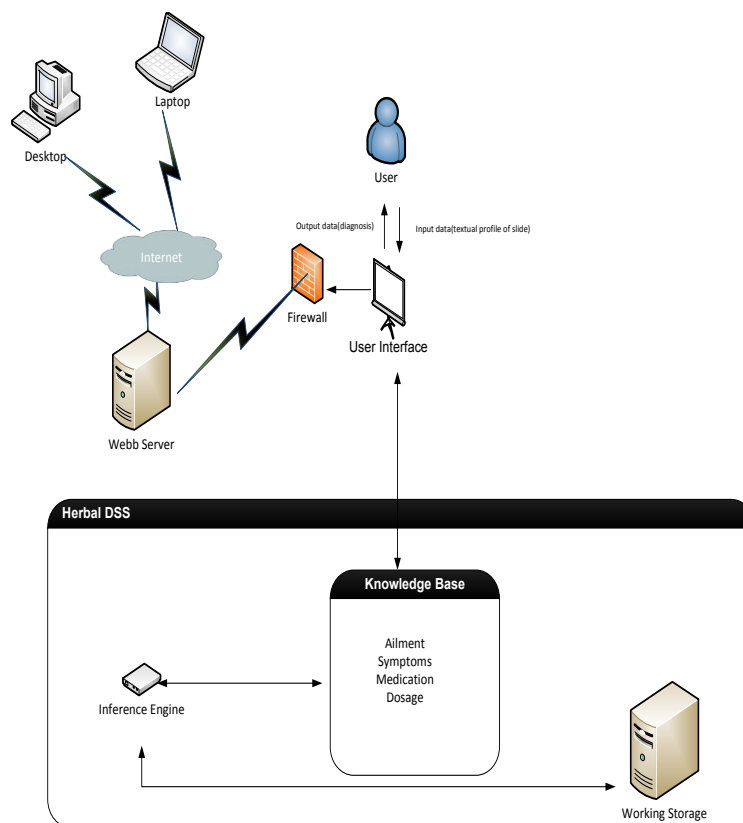 Laptop
Desktop
User
Output data(diagnosis)
Input data(textual profile of slide)
Internet
Firewall
User Interface
Webb Server
Herbal DSS
Knowledge Base
Ailment
Symptoms
Medication
Dosage
Inference Engine
Working Storage